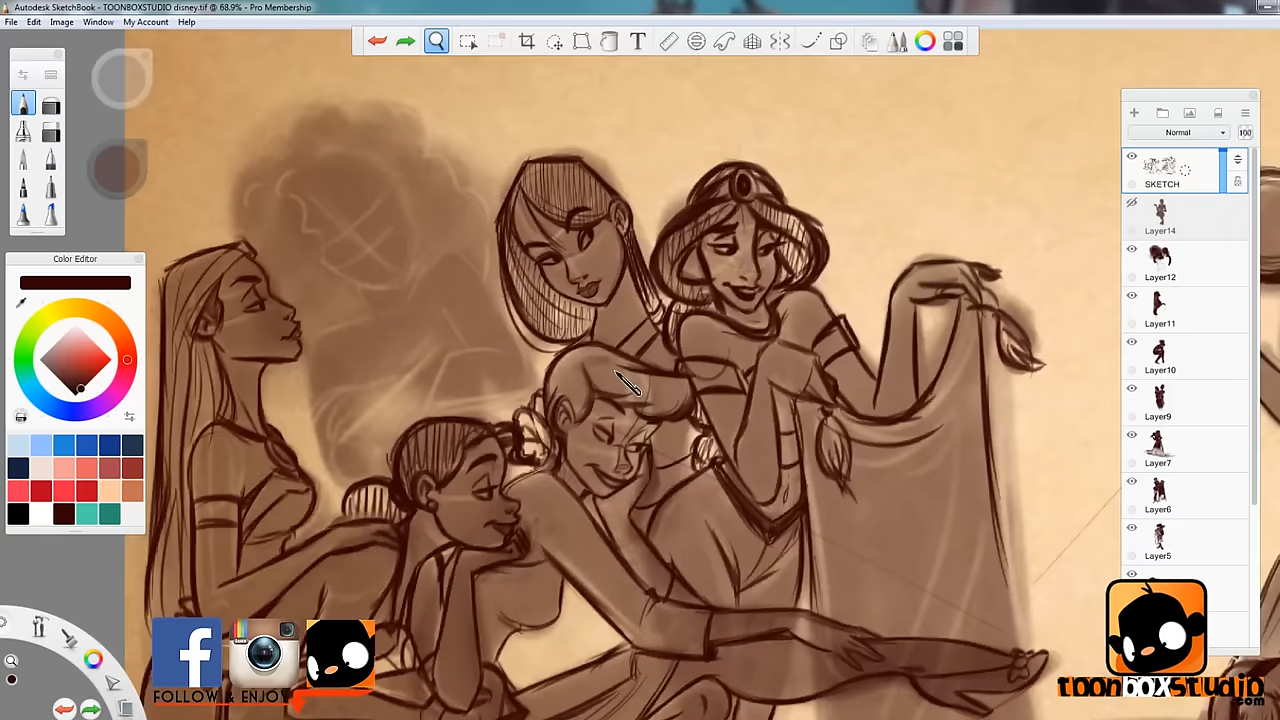 Autodesk SketchBook - TOONBOXSTUDIO disney.tif @ 68.9% - Pro Membership
File Edit Image Window My Account Help
T
Normal
100
SKETCH
Layer14
Layer12
Layer11
Layer10
Layer9
Layer7
Layer6
Layer5
Color Editor
f
FOLLOW & ENJOY
toonboxstudio
.com